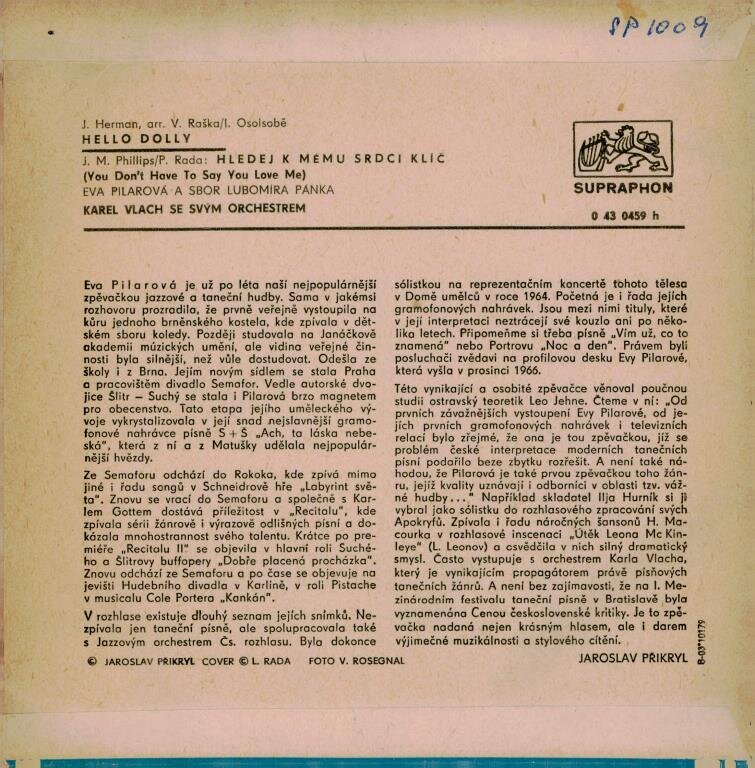 SP 1009
J. Herman, arr. V. Raška/I. Osolsobě
HELLO DOLLY
J. M. Phillips/P. Rada: HLEDEJ K MÉMU SRDCI KLÍČ
(You Don't Have To Say You Love Me)
EVA PILAROVÁ A SBOR LUBOMÍRA PÁNKA
KAREL VLACH SE SVÝM ORCHESTREM
SUPRAPHON
0 43 0459 h
Eva Pilarová je už po léta naší nejpopulárnější
zpěvačkou jazzové a taneční hudby. Sama v jakémsi
rozhovoru prozradila, že prvně veřejně vystoupila na
kůru jednoho brněnského kostela, kde zpívala v dět-
ském sboru koledy. Později studovala na Janáčkově
akademii múzických umění, ale vidina veřejné čin-
nosti byla silnější, než vůle dostudovat. Odešla ze
školy i z Brna. Jejím novým sídlem se stala Praha
a pracovištěm divadlo Semafor. Vedle autorské dvo-
jice Šlitr – Suchý se stala i Pilarová brzo magnetem
pro obecenstvo. Tato etapa jejího uměleckého vý-
voje vykrystalizovala v její snad nejslavnější gramo-
fonové nahrávce písně S + Š „Ach, ta láska nebe-
ská", která z ní a z Matušky udělala nejpopulár-
nější hvězdy.
Ze Semaforu odchází do Rokoka, kde zpívá mimo
jiné i řadu songů v Schneidrově hře „Labyrint svě-
ta". Znovu se vrací do Semaforu a společně s Kar-
lem Gottem dostává příležitost v „Recitalu", kde
zpívala sérii žánrově i výrazově odlišných písní a do-
kázala mnohostrannost svého talentu. Krátce po pre-
miéře „Recitalu II" se objevila v hlavní roli Suché-
ho a Šlitrovy buffopery „Dobře placená procházka".
Znovu odchází ze Semaforu a po čase se objevuje na
jevišti Hudebního divadla v Karlíně, v roli Pistache
v musicalu Cole Portera „Kankán".
V rozhlase existuje dlouhý seznam jejích snímků. Ne-
zpívala jen taneční písně, ale spolupracovala také
s Jazzovým orchestrem Čs. rozhlasu. Byla dokonce
sólistkou na reprezentačním koncertě tohoto tělesa
v Domě umělců v roce 1964. Početná je i řada jejích
gramofonových nahrávek. Jsou mezi nimi tituly, které
v její interpretaci neztrácejí své kouzlo ani po něko-
lika letech. Připomeňme si třeba písně „Vím už, co to
znamená" nebo Portrovu „Noc a den". Právem byli
posluchači zvědavi na profilovou desku Evy Pilarové,
která vyšla v prosinci 1966.
Této vynikající a osobité zpěvačce věnoval poučnou
studii ostravský teoretik Leo Jehne. Čteme v ní: „Od
prvních závažnějších vystoupení Evy Pilarové, od je-
jích prvních gramofonových nahrávek i televizních
relací bylo zřejmé, že ona je tou zpěvačkou, jíž se
problém české interpretace moderních tanečních
písní podařilo beze zbytku rozřešit. A není také ná-
hodou, že Pilarová je také prvou zpěvačkou toho žán-
ru, jejíž kvality uznávají i odborníci v oblasti tzv. váž-
né hudby..." Například skladatel Ilja Hurník si ji
vybral jako sólistku do rozhlasového zpracování svých
Apokryfů. Zpívala i řadu náročných šansonů H. Ma-
courka v rozhlasové inscenaci „Útěk Leona Mc Kin-
leye" (L. Leonov) a osvědčila v nich silný dramatický
smysl. Často vystupuje s orchestrem Karla Vlacha,
který je vynikajícím propagátorem právě písňových
tanečních žánrů. A není bez zajímavosti, že na I. Me-
zinárodním festivalu taneční písně v Bratislavě byla
vyznamenána Cenou československé kritiky. Je to zpě-
vačka nadaná nejen krásným hlasem, ale i darem
výjimečné muzikálnosti a stylového cítění.
JAROSLAV PŘIKRYL
© JAROSLAV PŘIKRYL COVER © L. RADA FOTO V. ROSEGNAL
B-03*10179